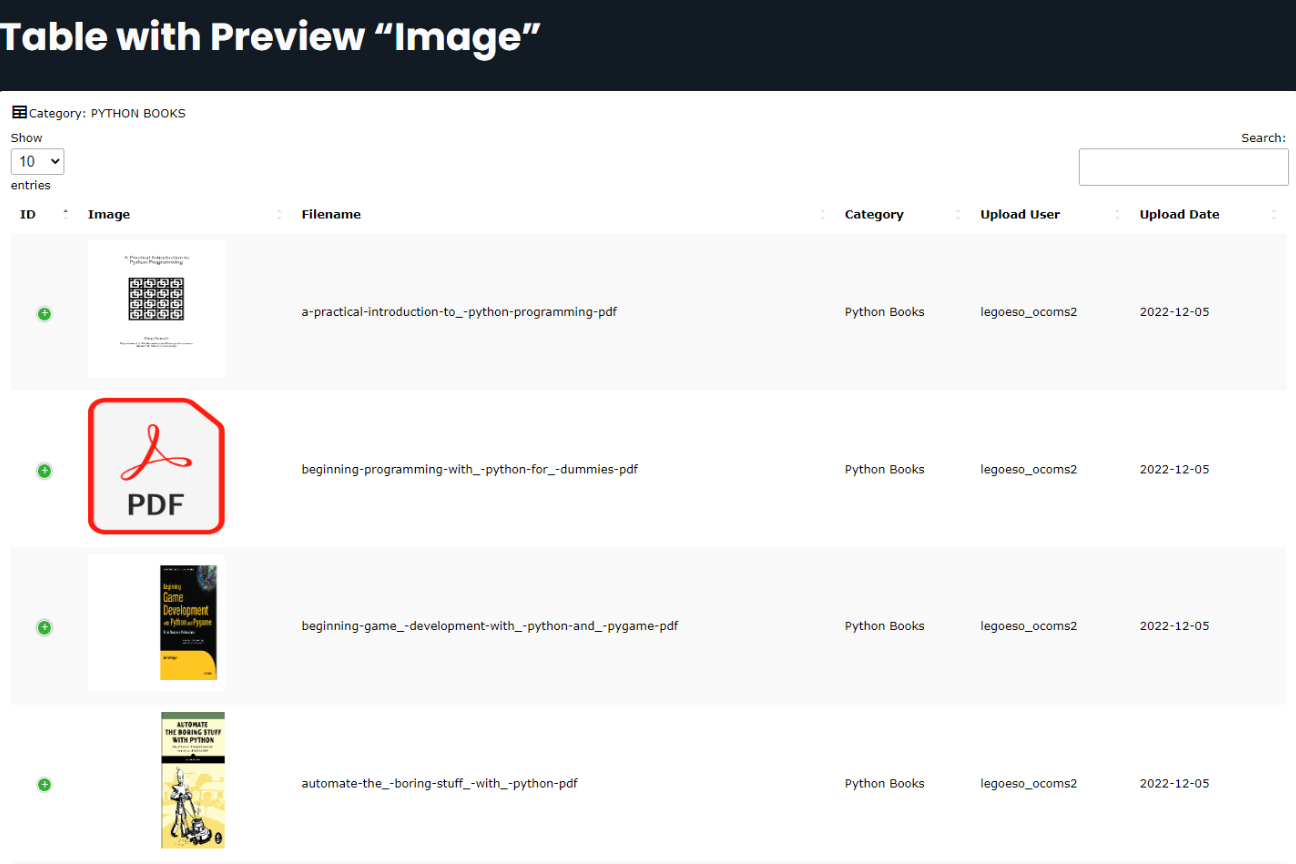 Table with Preview “Image”
Category: PYTHON BOOKS
Show
10
entries
Search:
ID Image Filename Category Upload User Upload Date
A Practical Introduction to
Python Programming
a-practical-introduction-to_-python-programming-pdf Python Books legoeso_ocoms2 2022-12-05
PDF
beginning-programming-with_-python-for_-dummies-pdf Python Books legoeso_ocoms2 2022-12-05
Beginning
Game
Development
with Python and Pygame
beginning-game_-development-with_-python-and_-pygame-pdf Python Books legoeso_ocoms2 2022-12-05
AUTOMATE
THE BORING STUFF
WITH PYTHON
automate-the_-boring-stuff_-with_-python-pdf Python Books legoeso_ocoms2 2022-12-05